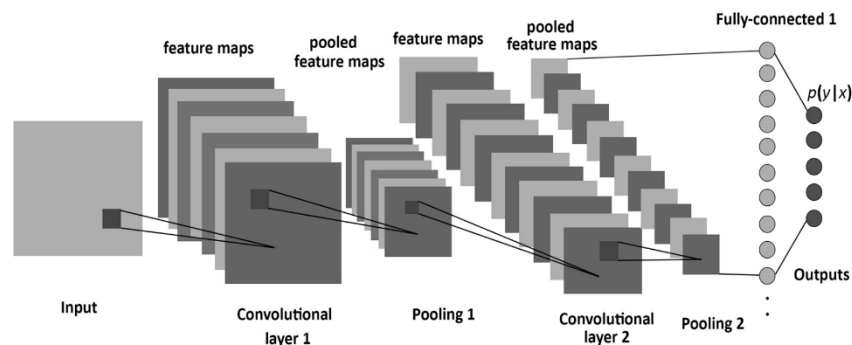 Fully-connected 1
feature maps
pooled
feature maps
feature maps
pooled
feature maps
p(y|x)
Input
Convolutional
layer 1
Pooling 1
Convolutional
layer 2
Pooling 2
Outputs